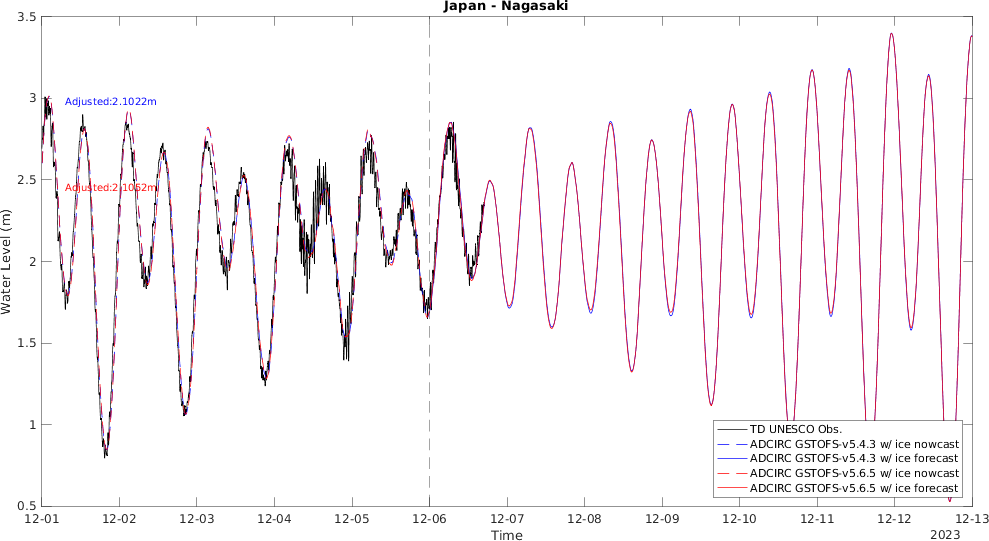 Japan - Nagasaki
Water Level (m)
3.5
3
2.5
2
1.5
1
0.5
Adjusted:2.1022m
Adjusted:2.1052m
TD UNESCO Obs.
ADCIRC GSTOFS-v5.4.3 w/ ice nowcast
ADCIRC GSTOFS-v5.4.3 w/ ice forecast
ADCIRC GSTOFS-v5.6.5 w/ ice nowcast
ADCIRC GSTOFS-v5.6.5 w/ ice forecast
12-01 12-02 12-03 12-04 12-05 12-06 12-07 12-08 12-09 12-10 12-11 12-12 12-13
Time
2023